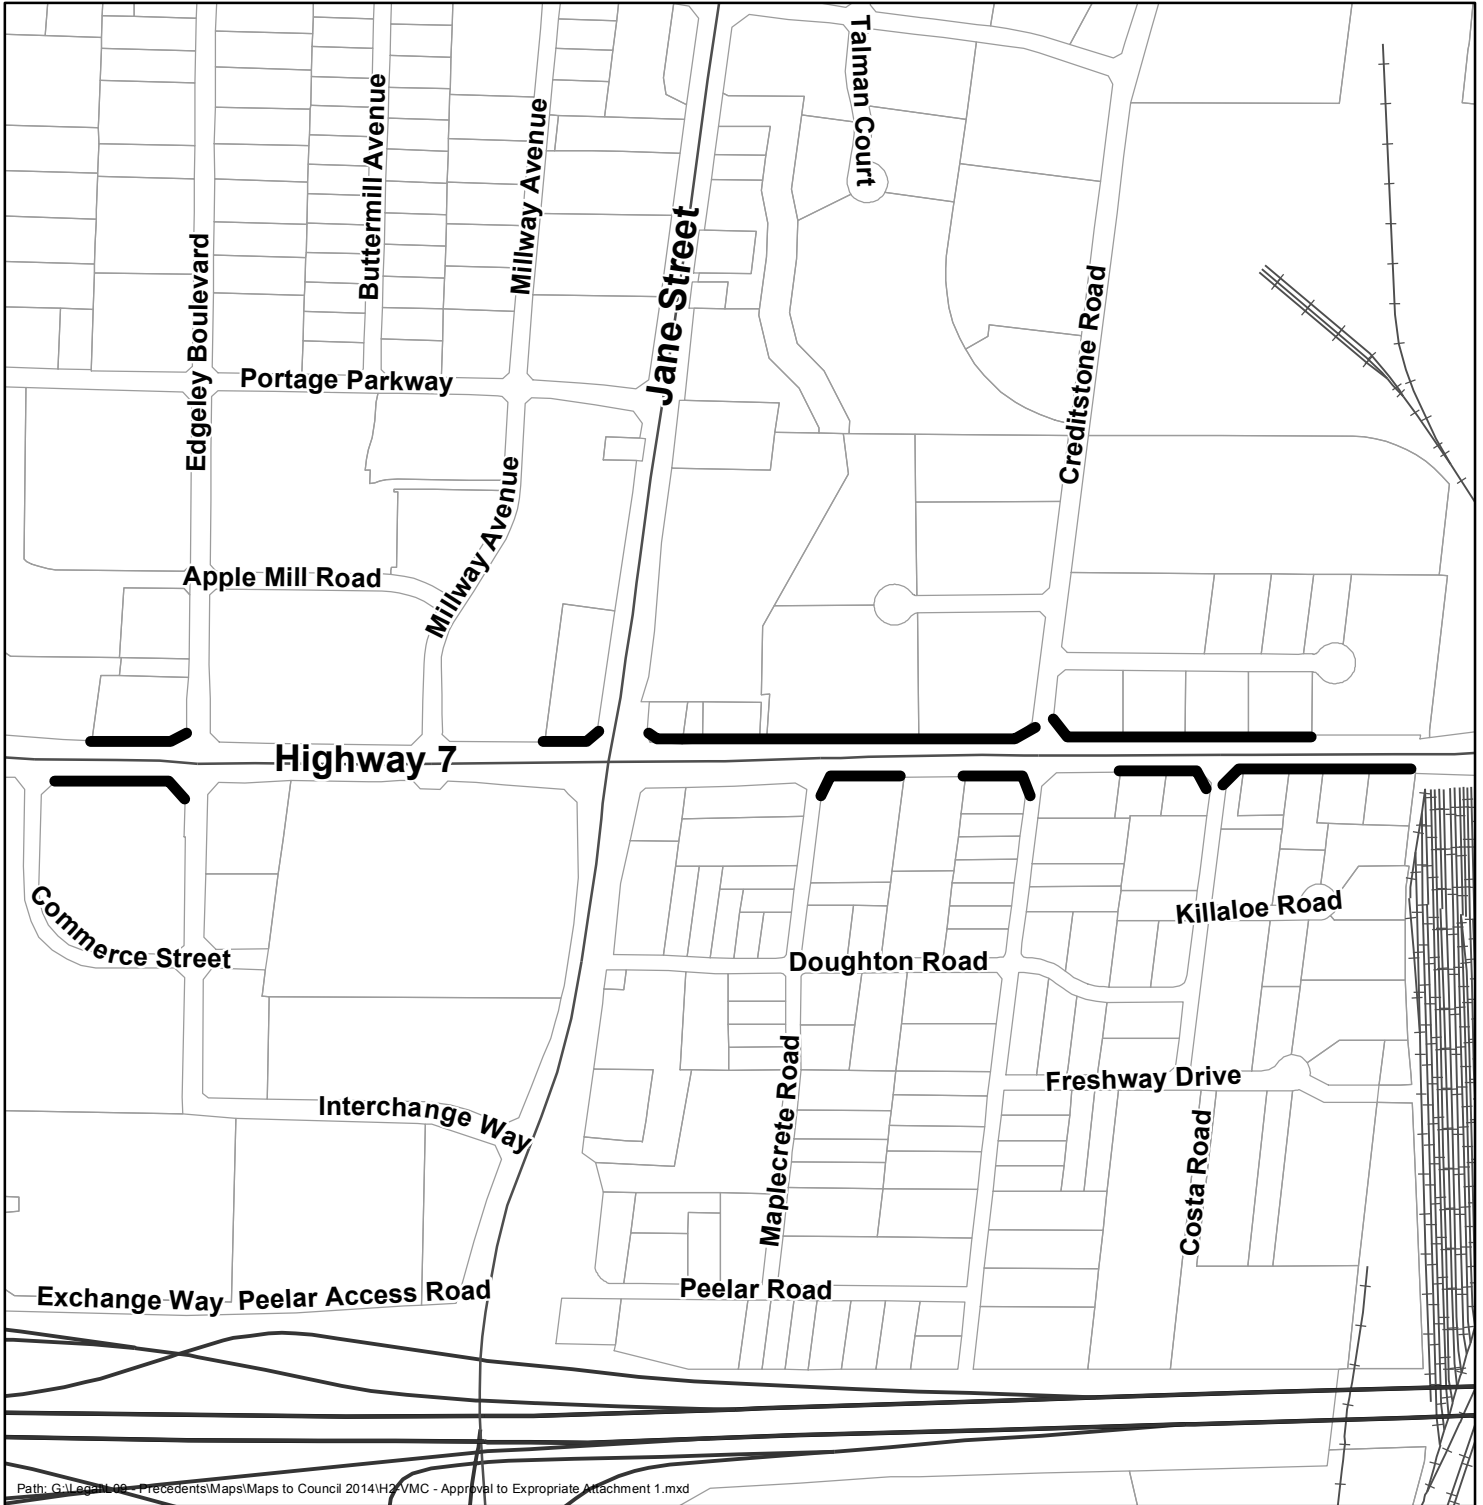 Talman Court
Buttermill Avenue
Millway Avenue
Jane Street
Edgeley Boulevard
Creditstone Road
Portage Parkway
Millway Avenue
Apple Mill Road
Highway 7
Commerce Street
Killaloe Road
Doughton Road
Maplecrete Road
Freshway Drive
Interchange Way
Costa Road
Exchange Way
Peelar Access Road
Peelar Road
Path: G:\Legal\L09 - Precedents\Maps\Maps to Council 2014\H2-VMC - Approval to Expropriate Attachment 1.mxd